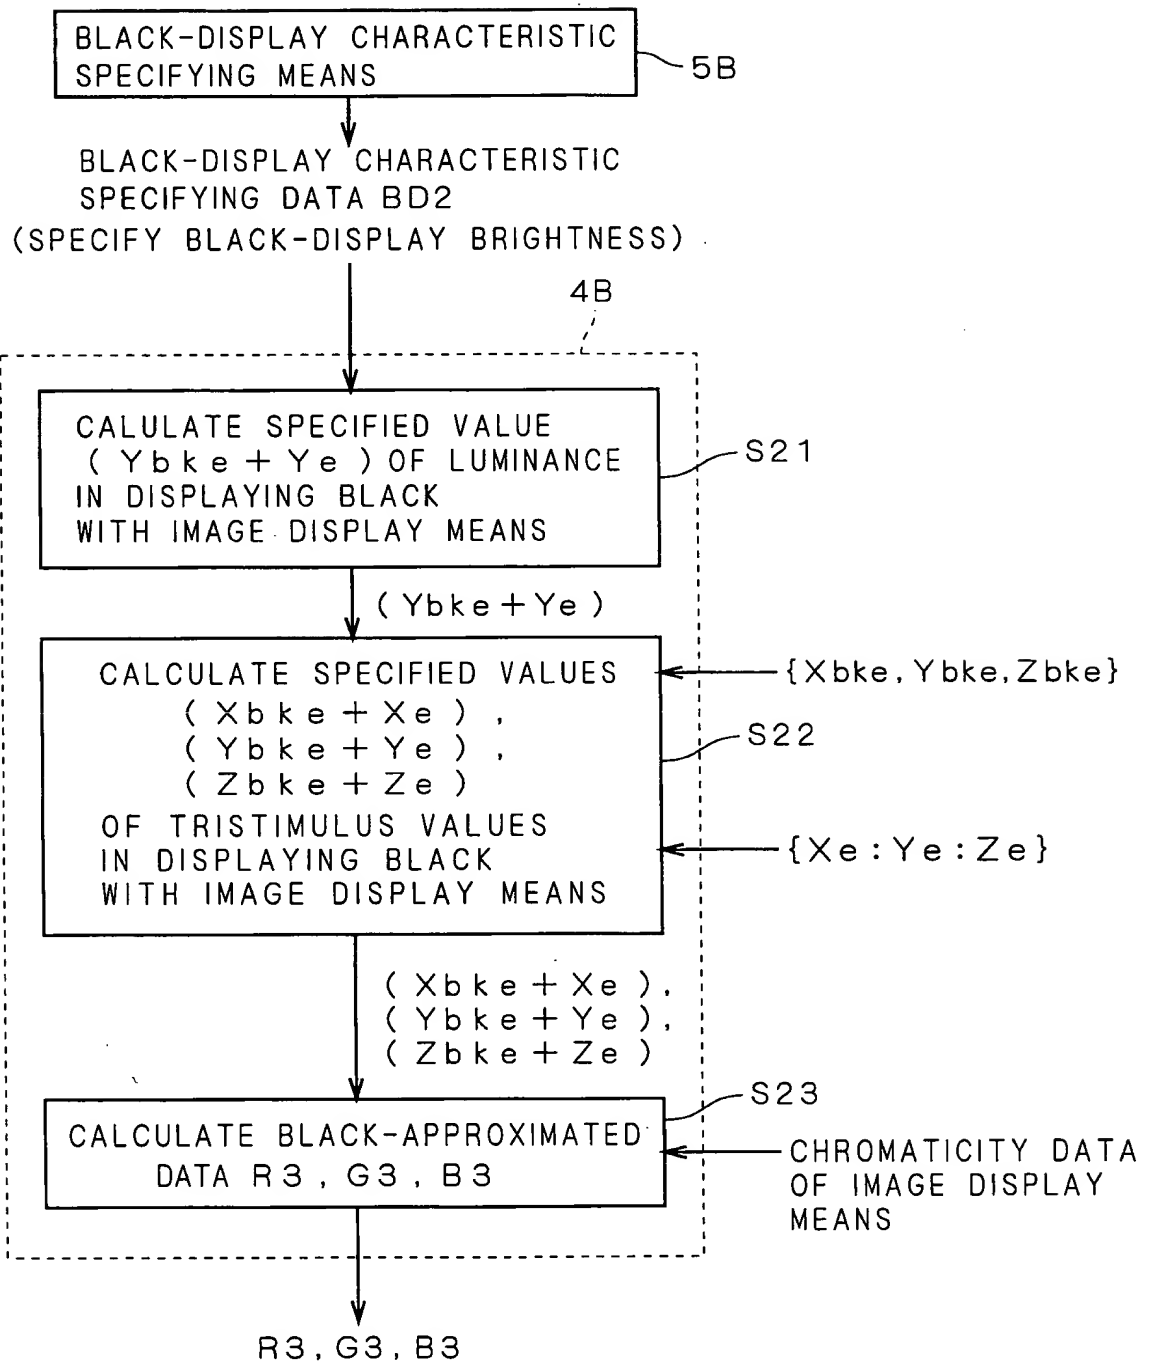 BLACK-DISPLAY CHARACTERISTIC
SPECIFYING MEANS
5B
BLACK-DISPLAY CHARACTERISTIC
SPECIFYING DATA BD2
(SPECIFY BLACK-DISPLAY BRIGHTNESS)
4B
CALULATE SPECIFIED VALUE
(Ybke+Ye) OF LUMINANCE
IN DISPLAYING BLACK
WITH IMAGE DISPLAY MEANS
S21
(Ybke+Ye)
CALCULATE SPECIFIED VALUES
(Xbke+Xe),
(Ybke+Ye),
(Zbke+Ze)
OF TRISTIMULUS VALUES
IN DISPLAYING BLACK
WITH IMAGE DISPLAY MEANS
{Xbke,Ybke,Zbke}
S22
{Xe:Ye:Ze}
(Xbke+Xe),
(Ybke+Ye),
(Zbke+Ze)
S23
CALCULATE BLACK-APPROXIMATED
DATA R3, G3, B3
CHROMATICITY DATA
OF IMAGE DISPLAY
MEANS
R3, G3, B3